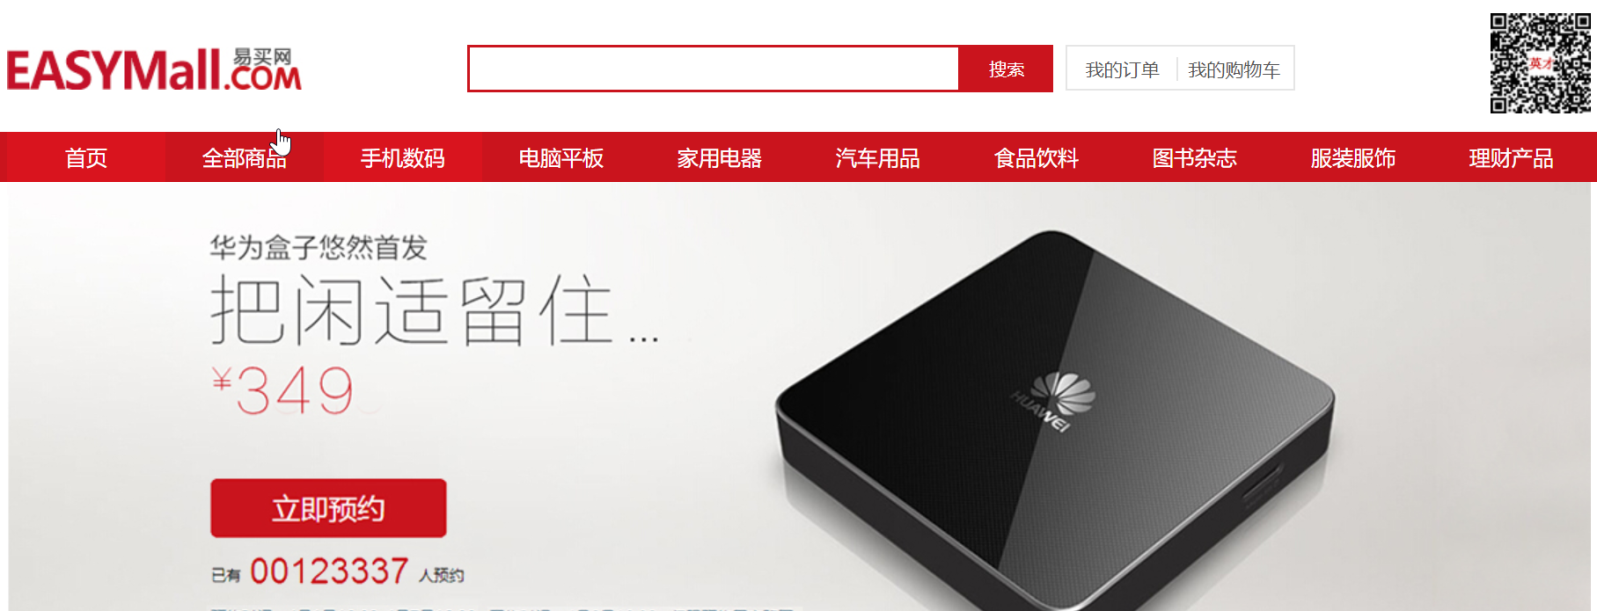 EASYMall.COM 易买网
搜索
我的订单 我的购物车
英才
首页 全部商品 手机数码 电脑平板 家用电器 汽车用品 食品饮料 图书杂志 服装服饰 理财产品
华为盒子悠然首发
把闲适留住...
¥349
HUAWEI
立即预约
已有 00123337 人预约